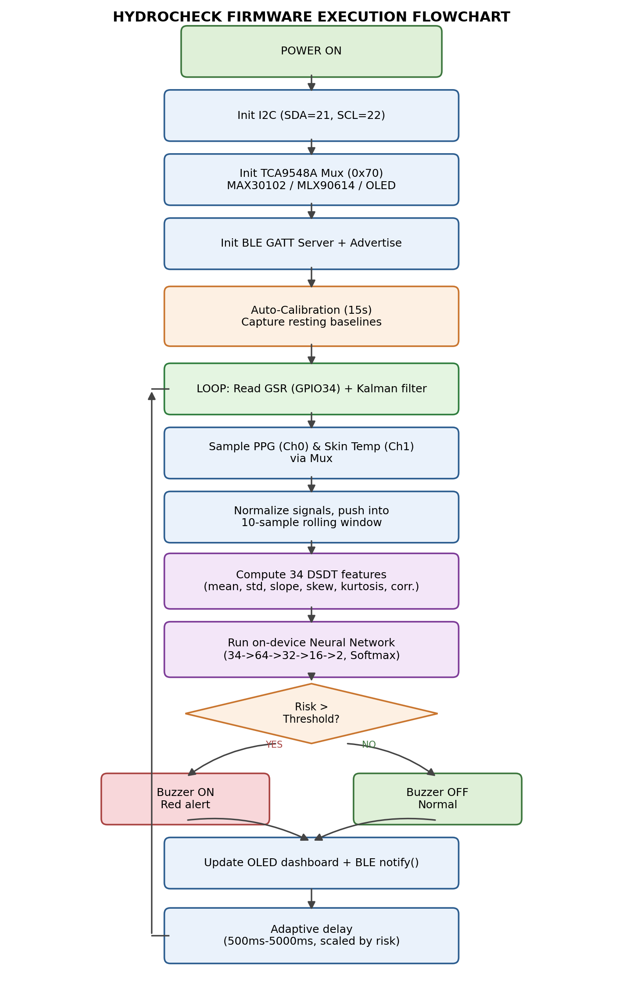 HYDROCHECK FIRMWARE EXECUTION FLOWCHART
POWER ON
Init I2C (SDA=21, SCL=22)
Init TCA9548A Mux (0x70)
MAX30102 / MLX90614 / OLED
Init BLE GATT Server + Advertise
Auto-Calibration (15s)
Capture resting baselines
LOOP: Read GSR (GPIO34) + Kalman filter
Sample PPG (Ch0) & Skin Temp (Ch1)
via Mux
Normalize signals, push into
10-sample rolling window
Compute 34 DSDT features
(mean, std, slope, skew, kurtosis, corr.)
Run on-device Neural Network
(34->64->32->16->2, Softmax)
Risk >
Threshold?
YES
NO
Buzzer ON
Red alert
Buzzer OFF
Normal
Update OLED dashboard + BLE notify()
Adaptive delay
(500ms-5000ms, scaled by risk)